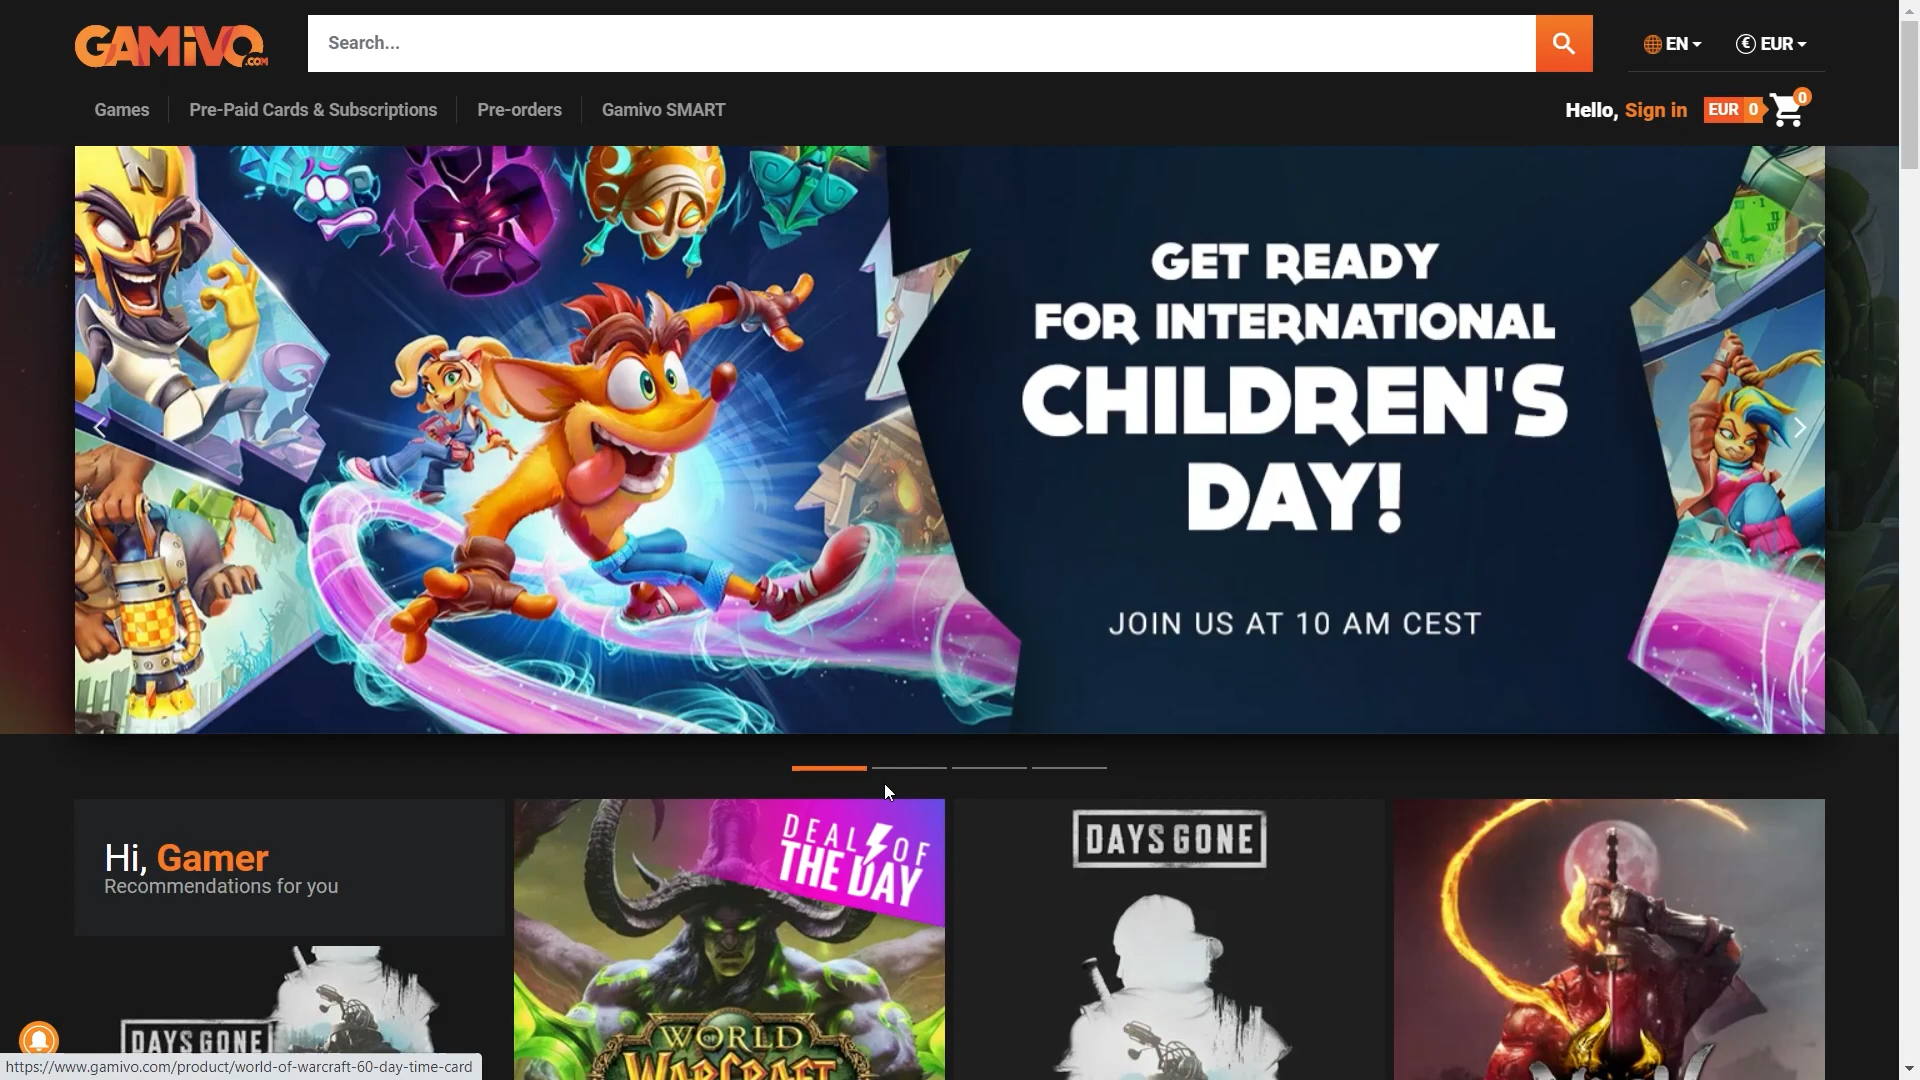 GAMIVO.COM
Search...
EN
EUR
Games
Pre-Paid Cards & Subscriptions
Pre-orders
Gamivo SMART
Hello, Sign in
EUR 0
0
N
GET READY
FOR INTERNATIONAL
CHILDREN'S
DAY!
JOIN US AT 10 AM CEST
Hi, Gamer
Recommendations for you
DAYS GONE
DEAL OF
THE DAY
WORLD
OF
WARCRAFT
DAYS GONE
https://www.gamivo.com/product/world-of-warcraft-60-day-time-card